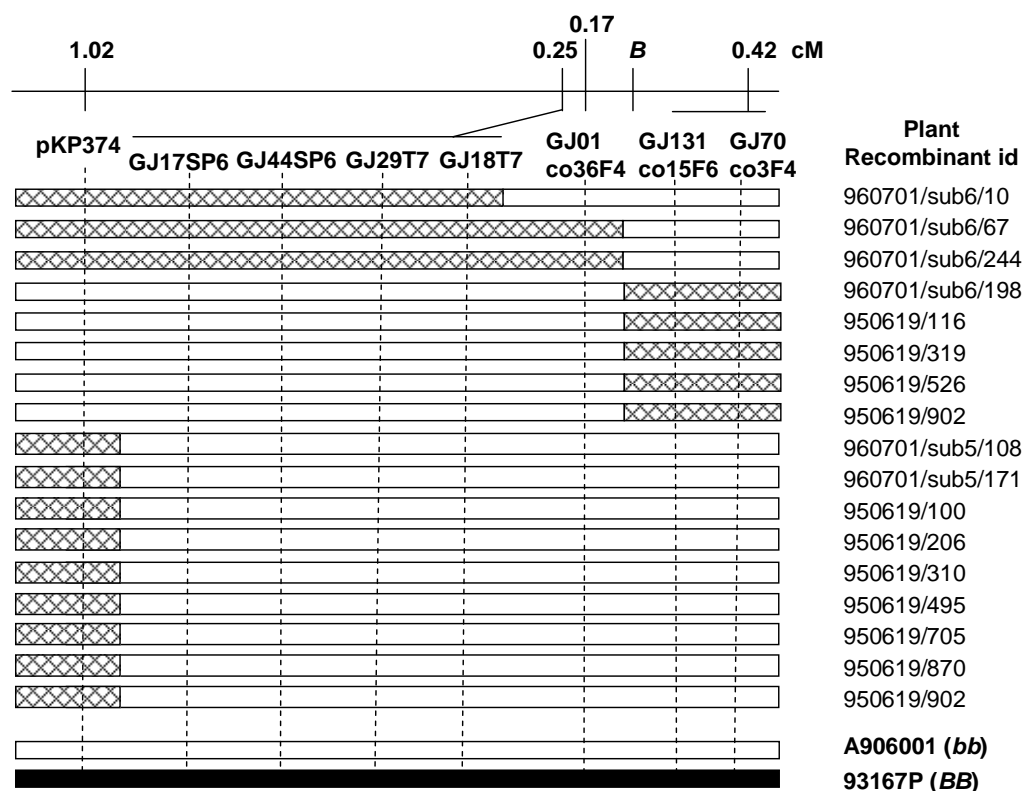 0.17
1.02 0.25 B 0.42 cM
pKP374 GJ17SP6 GJ44SP6 GJ29T7 GJ18T7 GJ01 GJ131 GJ70
co36F4 co15F6 co3F4
Plant
Recombinant id
960701/sub6/10
960701/sub6/67
960701/sub6/244
960701/sub6/198
950619/116
950619/319
950619/526
950619/902
960701/sub5/108
960701/sub5/171
950619/100
950619/206
950619/310
950619/495
950619/705
950619/870
950619/902
A906001 (bb)
93167P (BB)